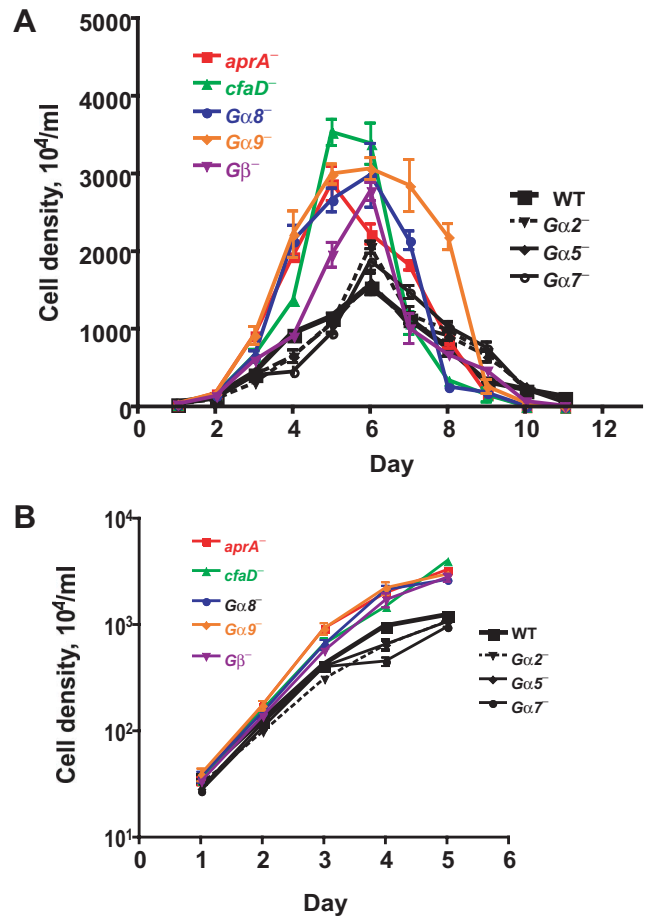 A
5000
4000
3000
2000
1000
0
Cell density, 10⁴/ml
aprA⁻
cfaD⁻
Gα8⁻
Gα9⁻
Gβ⁻
WT
Gα2⁻
Gα5⁻
Gα7⁻
0 2 4 6 8 10 12
Day
B
10⁴
10³
10²
10¹
Cell density, 10⁴/ml
aprA⁻
cfaD⁻
Gα8⁻
Gα9⁻
Gβ⁻
WT
Gα2⁻
Gα5⁻
Gα7⁻
0 1 2 3 4 5 6
Day